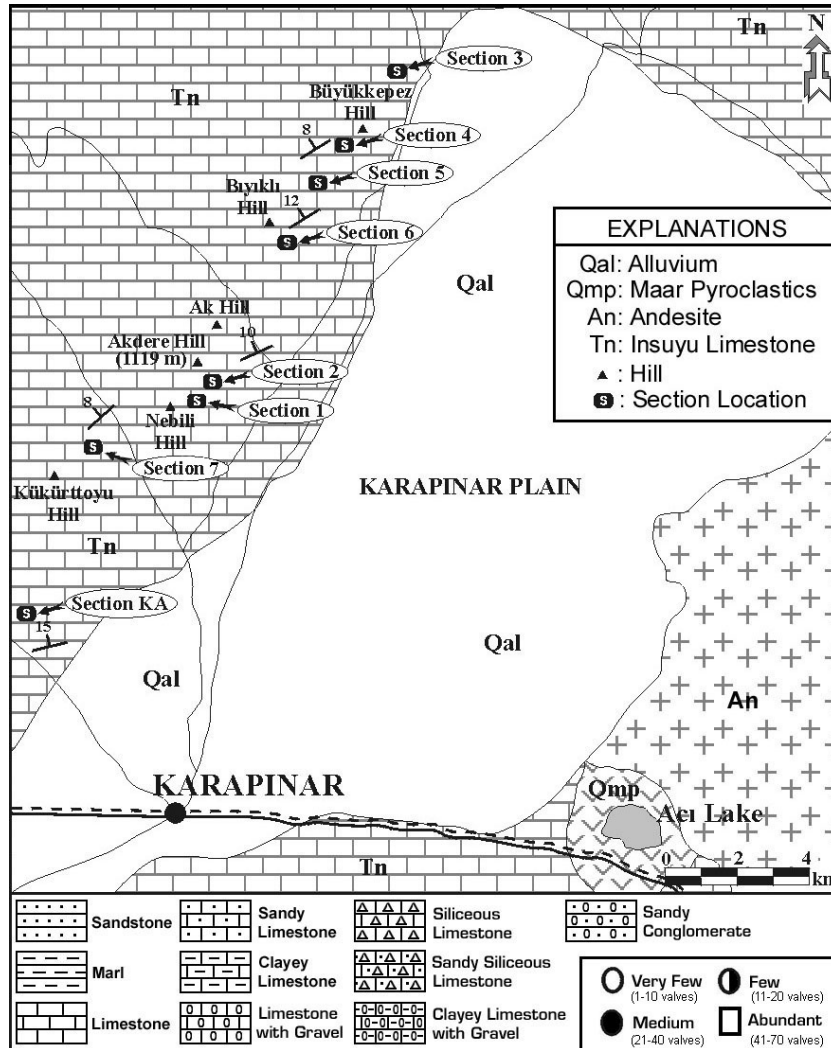 N
Section 3
Tn
Tn
Büyükkepez
Hill
8
Section 4
Section 5
Bıyıklı
Hill
12
Section 6
EXPLANATIONS
Qal: Alluvium
Qmp: Maar Pyroclastics
An: Andesite
Tn: Insuyu Limestone
: Hill
S : Section Location
Qal
Ak Hill
10
Akdere Hill
(1119 m)
Section 2
S
S
S
S
S
S
Section 1
8
Nebili
Hill
S
Section 7
Kükürttoyu
Hill
KARAPINAR PLAIN
Tn
Section KA
S
15
Qal
Qal
An
KARAPINAR
Qmp
Acı Lake
Tn
0 2 4
km
Sandstone
Sandy
Limestone
Siliceous
Limestone
Sandy
Conglomerate
Marl
Clayey
Limestone
Sandy Siliceous
Limestone
Limestone
Limestone
with Gravel
Clayey Limestone
with Gravel
Very Few
(1-10 valves)
Few
(11-20 valves)
Medium
(21-40 valves)
Abundant
(41-70 valves)